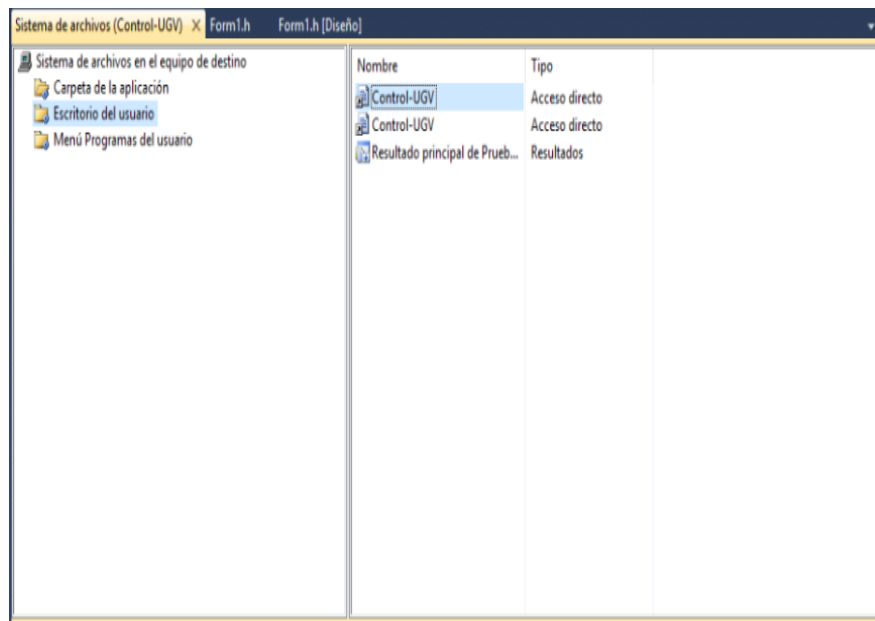 Sistema de archivos (Control-UGV) Form1.h Form1.h [Diseño]
Sistema de archivos en el equipo de destino
Carpeta de la aplicación
Escritorio del usuario
Menú Programas del usuario
Nombre Tipo
Control-UGV Acceso directo
Control-UGV Acceso directo
Resultado principal de Prueb... Resultados